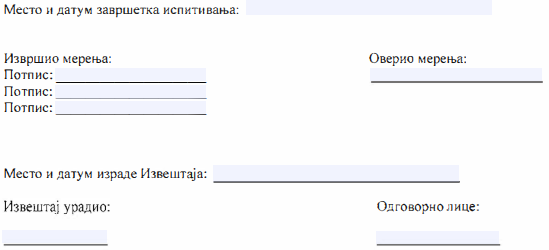 Место и датум завршетка испитивања:
Извршио мерења: Оверио мерења:
Потпис:
Потпис:
Потпис:
Место и датум израде Извештаја:
Извештај урадио: Одговорно лице: